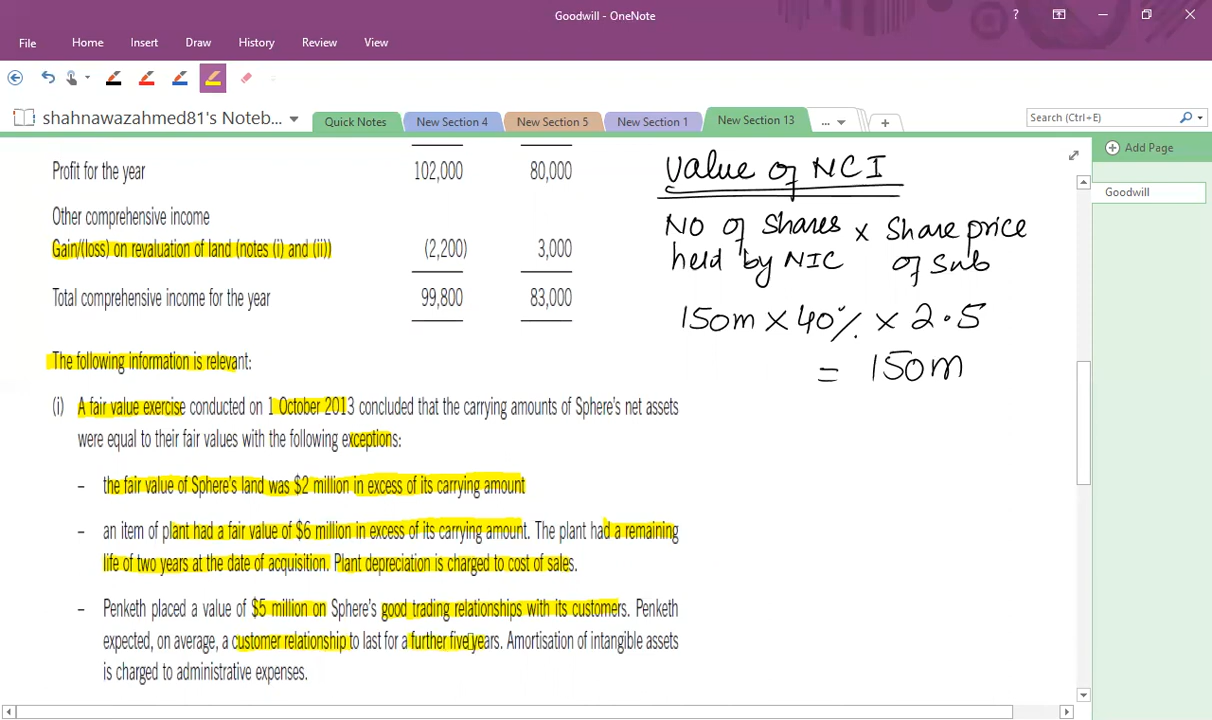 Goodwill - OneNote
?
File Home Insert Draw History Review View
shahnawazahmed81's Noteb... Quick Notes New Section 4 New Section 5 New Section 1 New Section 13 ... + Search (Ctrl+E)
Add Page
Goodwill
Profit for the year 102,000 80,000
Other comprehensive income
Gain/(loss) on revaluation of land (notes (i) and (ii)) (2,200) 3,000
Total comprehensive income for the year 99,800 83,000
The following information is relevant:
(i) A fair value exercise conducted on 1 October 2013 concluded that the carrying amounts of Sphere's net assets
were equal to their fair values with the following exceptions:
– the fair value of Sphere's land was $2 million in excess of its carrying amount
– an item of plant had a fair value of $6 million in excess of its carrying amount. The plant had a remaining
life of two years at the date of acquisition. Plant depreciation is charged to cost of sales.
– Penketh placed a value of $5 million on Sphere's good trading relationships with its customers. Penketh
expected, on average, a customer relationship to last for a further five years. Amortisation of intangible assets
is charged to administrative expenses.
Value of NCI
NO of Shares x Share price
held by NIC of Sub
150m x 40% x 2.5
= 150m